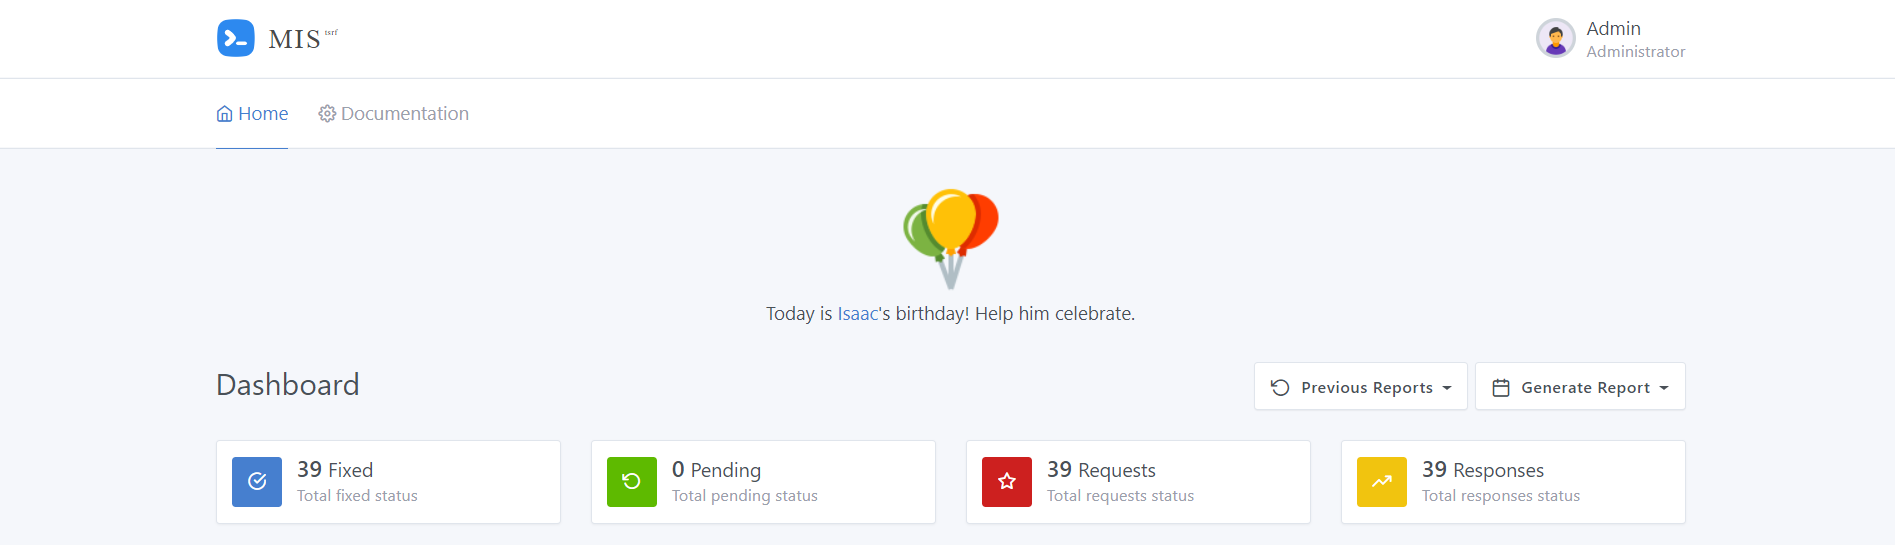 MIS tsrf
Admin
Administrator
Home
Documentation
Today is Isaac's birthday! Help him celebrate.
Dashboard
Previous Reports
Generate Report
39 Fixed
Total fixed status
0 Pending
Total pending status
39 Requests
Total requests status
39 Responses
Total responses status